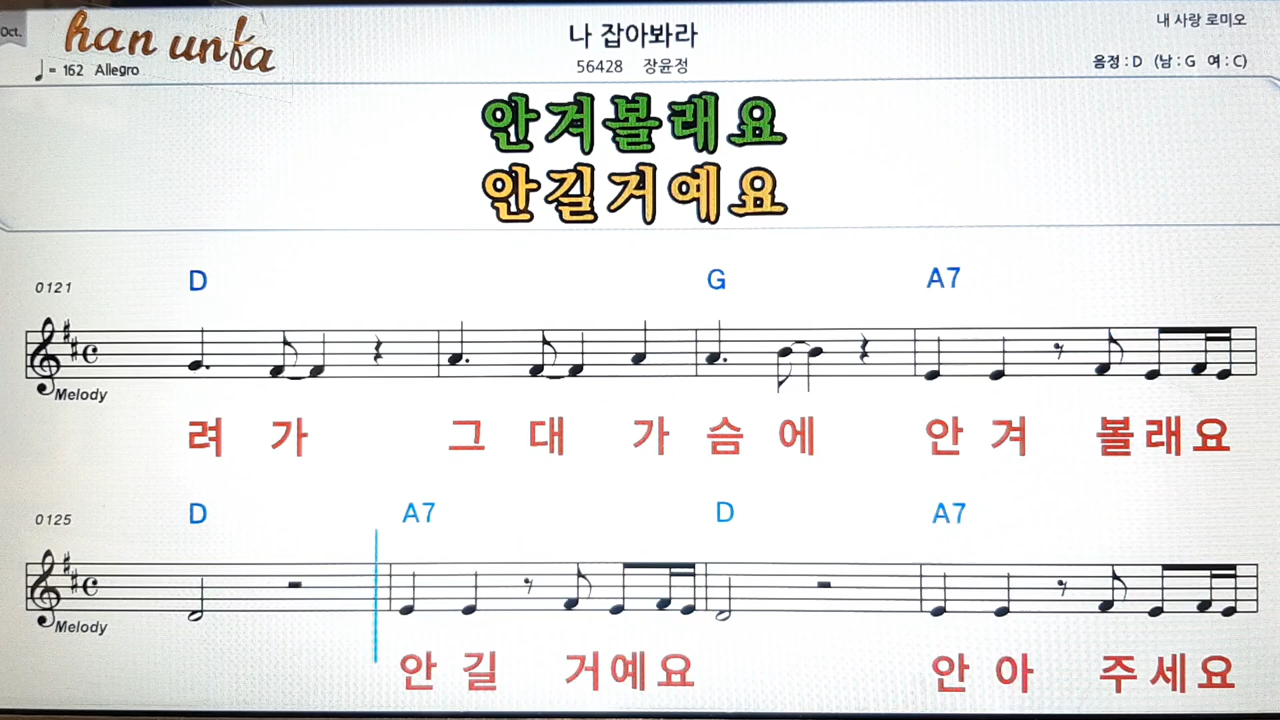 Oct.
han unfa
나 잡아봐라
내 사랑 로미오
♩ = 162 Allegro
56428 장윤정
음정 : D (남 : G 여 : C)
안겨볼래요
안길거예요
D G A7
0121
Melody
려 가 그 대 가 슴 에 안 겨 볼 래 요
D A7 D A7
0125
Melody
안 길 거 예 요 안 아 주 세 요